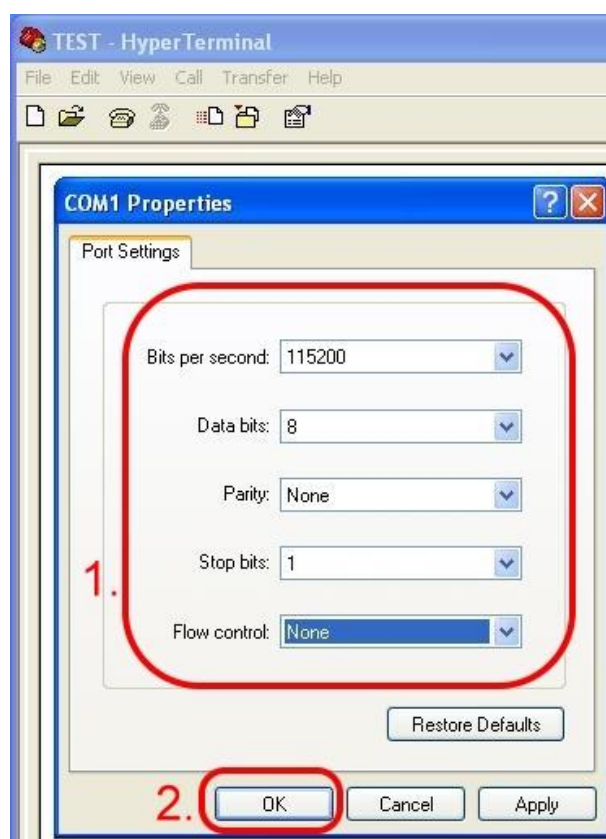 TEST - HyperTerminal
File Edit View Call Transfer Help
COM1 Properties
Port Settings
Bits per second: 115200
Data bits: 8
Parity: None
Stop bits: 1
1.
Flow control: None
Restore Defaults
2. OK Cancel Apply